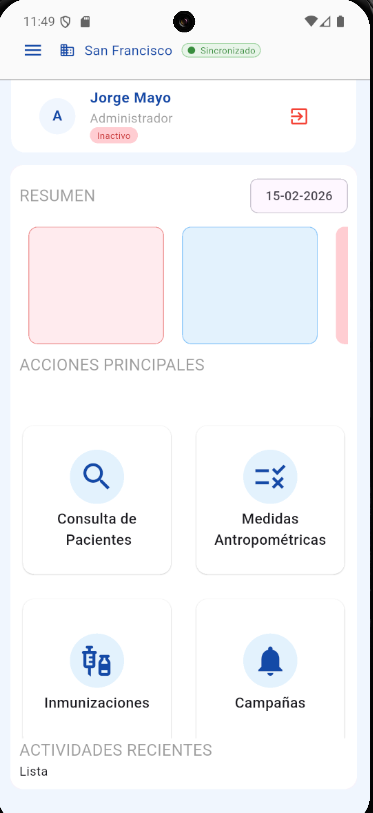 11:49
San Francisco
Sincronizado
Jorge Mayo
A
Administrador
Inactivo
RESUMEN
15-02-2026
ACCIONES PRINCIPALES
Consulta de
Pacientes
Medidas
Antropométricas
Inmunizaciones
Campañas
ACTIVIDADES RECIENTES
Lista